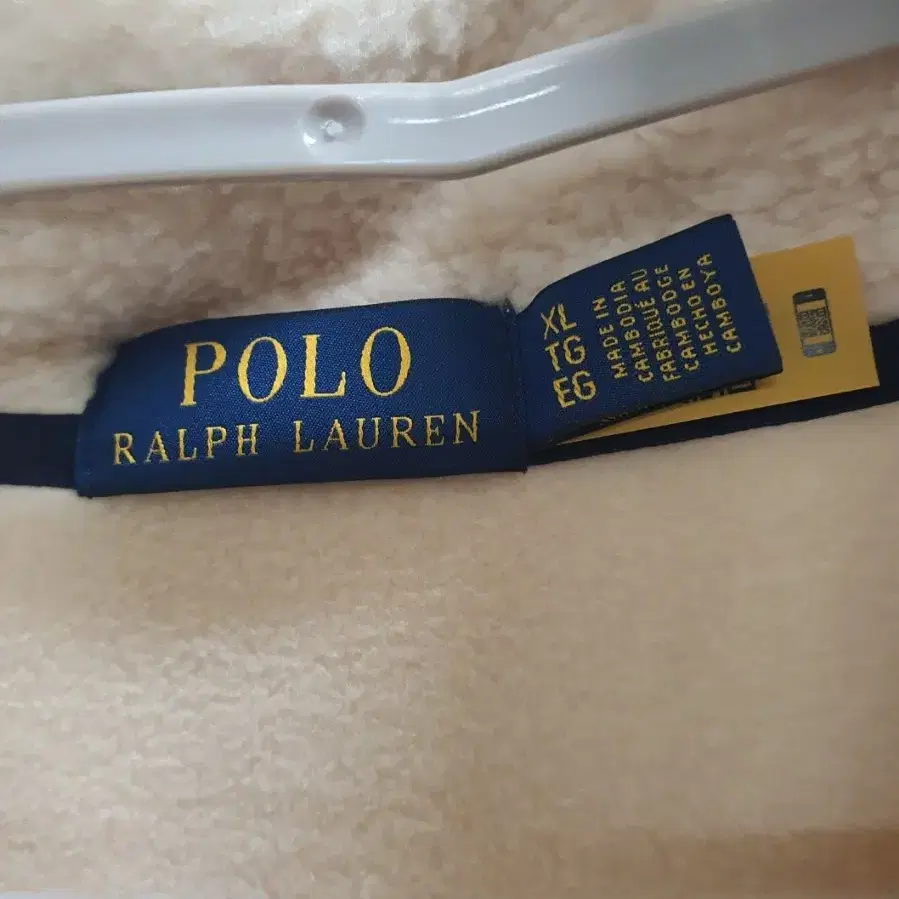 POLO
RALPH LAUREN
XL
TG
EG
MADE IN
CAMBODIA
FABRIQUÉ AU
CAMBODGE
HECHO EN
CAMBOYA